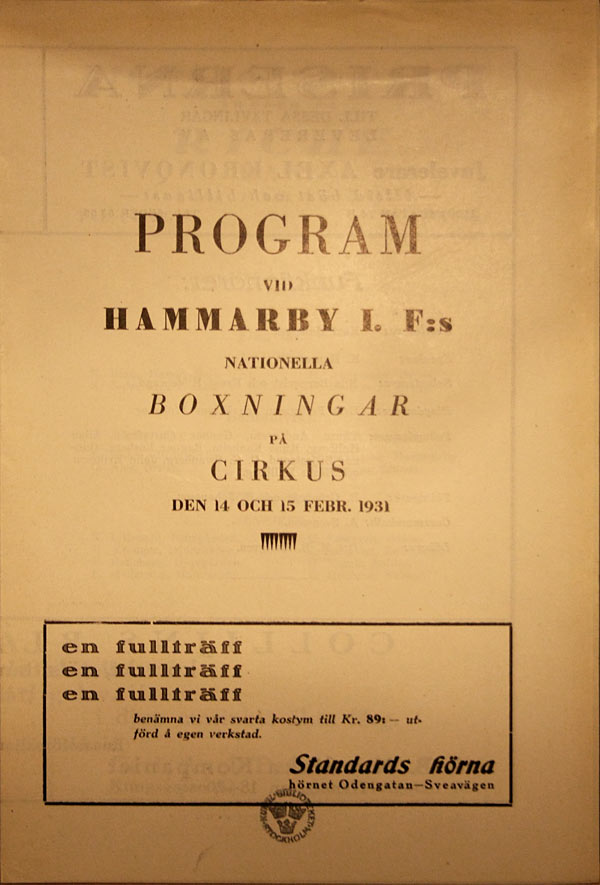 PROGRAM
VID
HAMMARBY I. F:s
NATIONELLA
BOXNINGAR
PÅ
CIRKUS
DEN 14 OCH 15 FEBR. 1931
en fullträff
en fullträff
en fullträff
benämna vi vår svarta kostym till Kr. 89:— ut-
förd å egen verkstad.
Standards hörna
hörnet Odengatan—Sveavägen